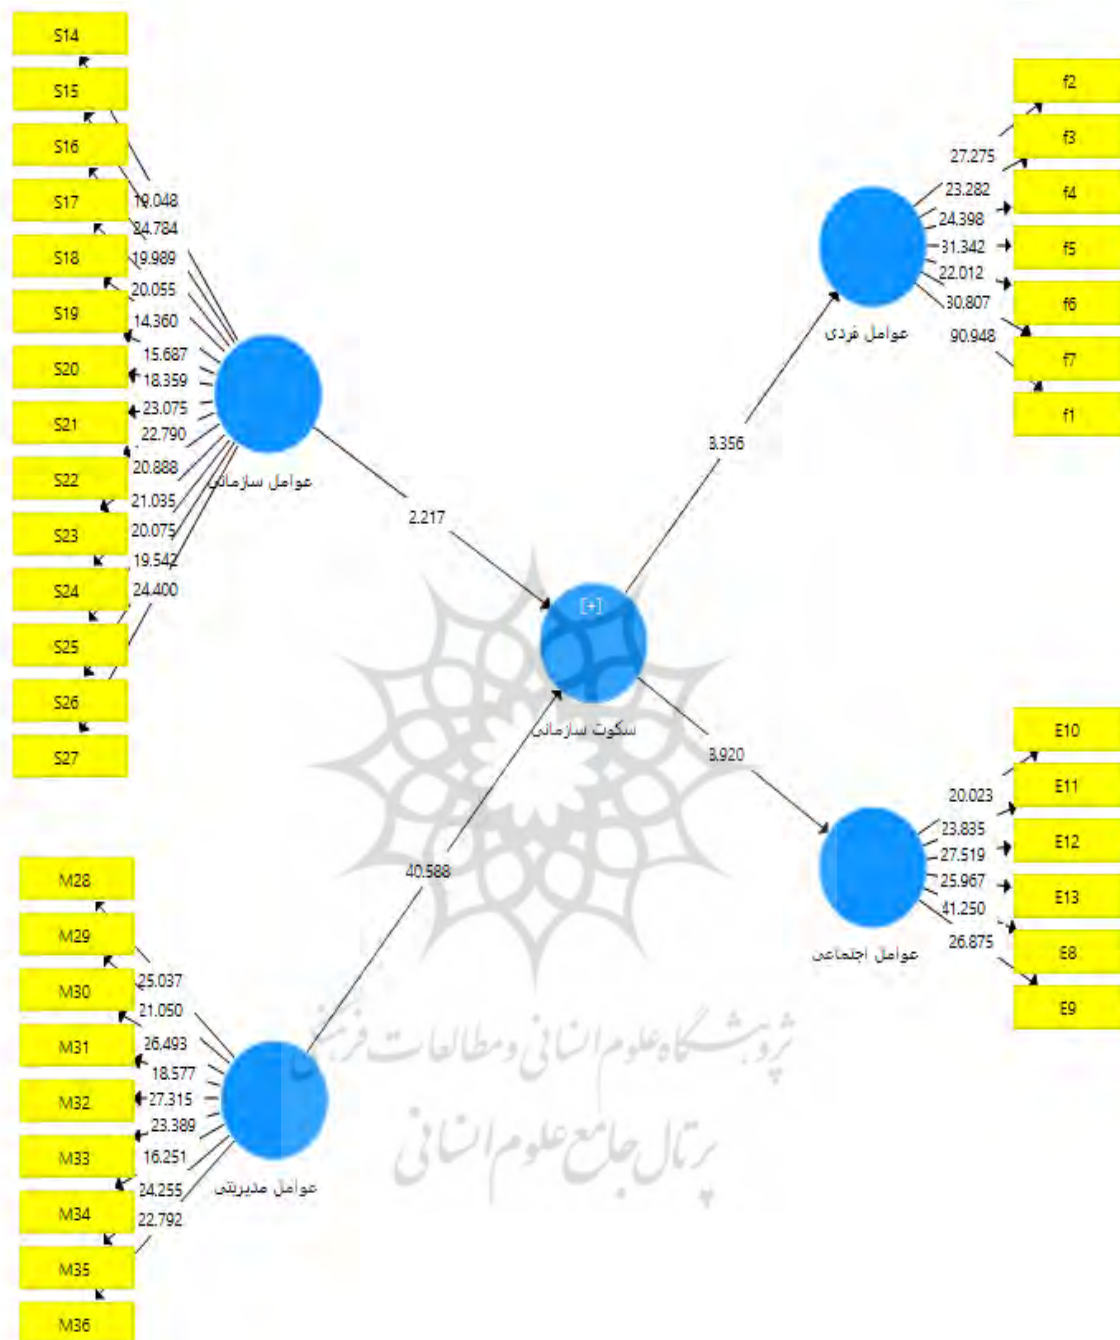 S14
S15
S16
S17
S18
S19
S20
S21
S22
S23
S24
S25
S26
S27
19.048
24.784
19.989
20.055
14.360
15.687
18.359
23.075
22.790
20.888
21.035
20.075
19.542
24.400
عوامل سازمانی
2.217
M28
M29
M30
M31
M32
M33
M34
M35
M36
25.037
21.050
26.493
18.577
27.315
23.389
16.251
24.255
22.792
عوامل مدیریتی
40.588
[+]
سکوت سازمانی
8.356
8.920
عوامل فردی
27.275
23.282
24.398
31.342
22.012
30.807
90.948
f2
f3
f4
f5
f6
f7
f1
عوامل اجتماعی
20.023
23.835
27.519
25.967
41.250
26.875
E10
E11
E12
E13
E8
E9
پژوهشگاه علوم انسانی و مطالعات فرهنگی
پرتال جامع علوم انسانی